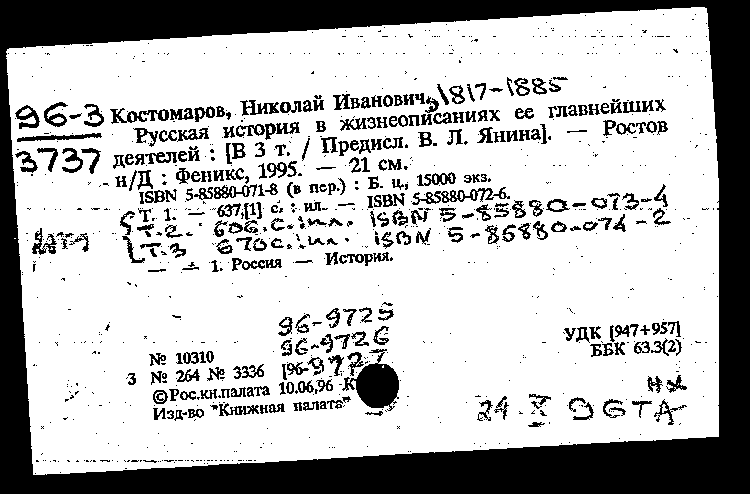 96-3
3737
Костомаров, Николай Иванович, 1817-1885
Русская история в жизнеописаниях ее главнейших
деятелей : [В 3 т. / Предисл. В. Л. Янина]. — Ростов
н/Д : Феникс, 1995. — 21 см.
ISBN 5-85880-071-8 (в пер.) : Б. ц., 15000 экз.
Т. 1. — 637,[1] с. : ил. — ISBN 5-85880-072-6.
Т. 2. 606 с. : ил. ISBN 5-85880-073-4
Т. 3 670 с. : ил. ISBN 5-85880-074-2
— — 1. Россия — История.
96-9725
96-9726
№ 10310
3 № 264 № 3336 [96-9727
УДК [947+957]
ББК 63.3(2)
© Рос.кн.палата 10.06.96 К
Изд-во "Книжная палата"
24 X 96 ТА